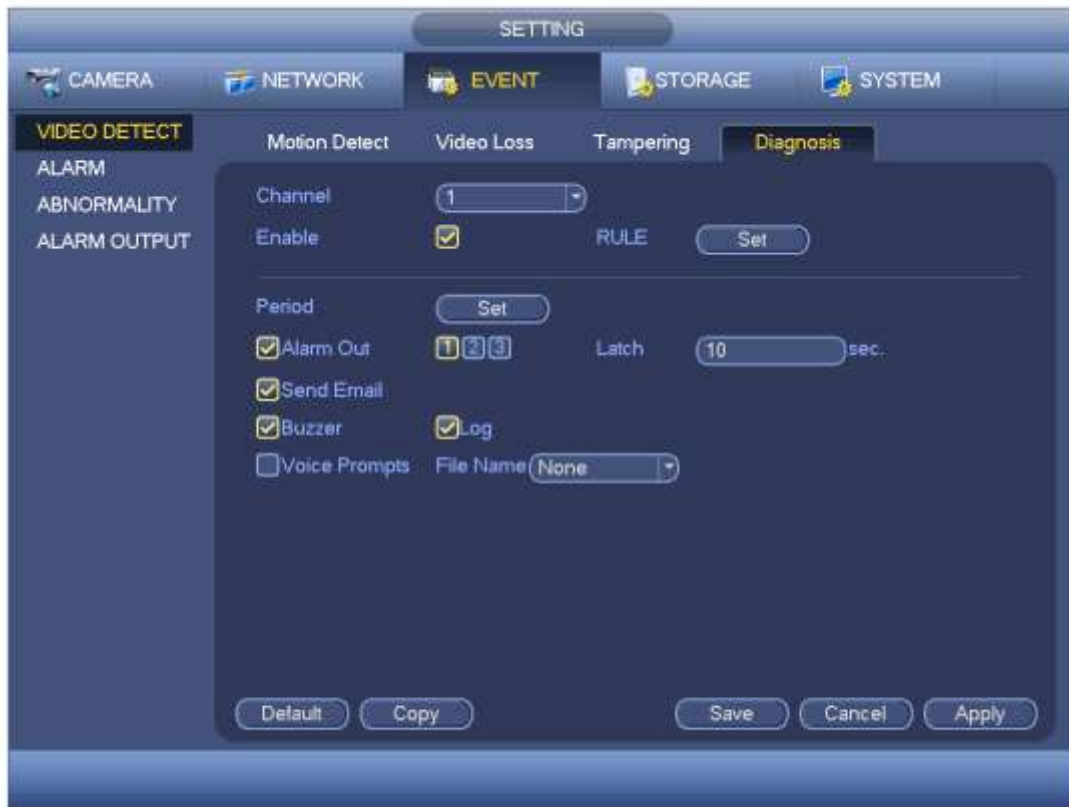 SETTING
CAMERA NETWORK EVENT STORAGE SYSTEM
VIDEO DETECT
ALARM
ABNORMALITY
ALARM OUTPUT
Motion Detect Video Loss Tampering Diagnosis
Channel 1
Enable RULE Set
Period Set
Alarm Out 1 2 3 Latch 10 sec.
Send Email
Buzzer Log
Voice Prompts File Name None
Default Copy Save Cancel Apply